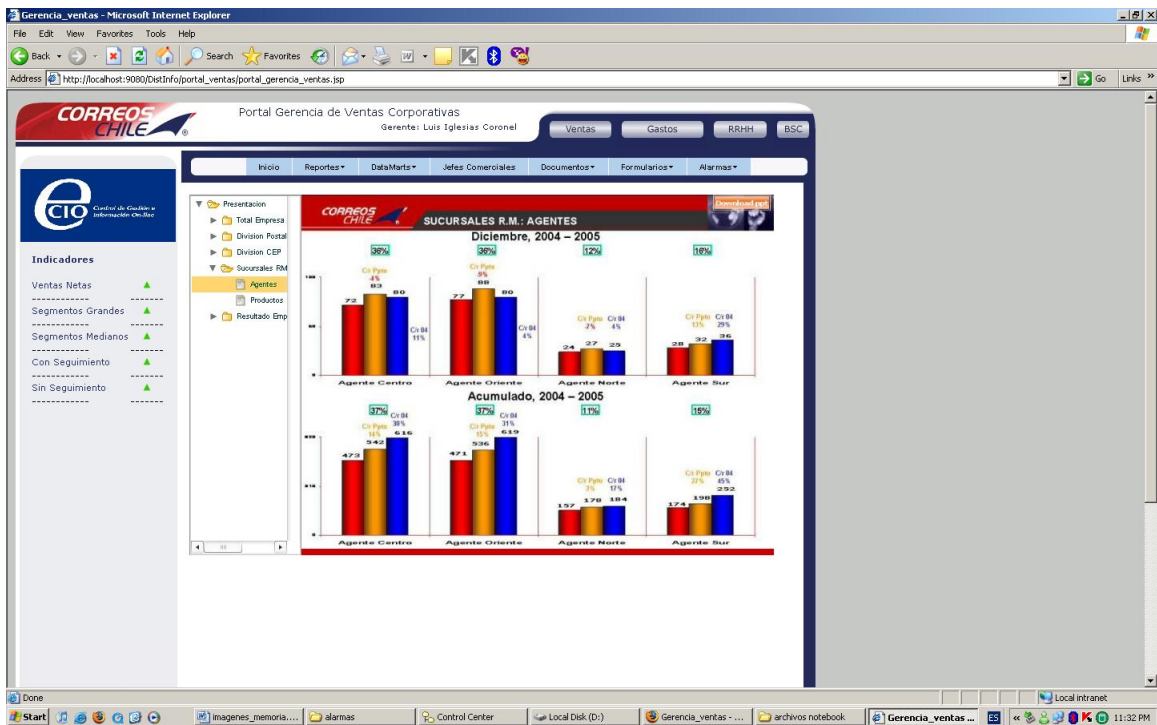 Gerencia_ventas - Microsoft Internet Explorer
File Edit View Favorites Tools Help
Back Search Favorites
Address http://localhost:9080/DistInfo/portal_ventas/portal_gerencia_ventas.jsp Go Links »
CORREOS CHILE
Portal Gerencia de Ventas Corporativas
Gerente: Luis Iglesias Coronel
Ventas Gastos RRHH BSC
Inicio Reportes DataMarts Jefes Comerciales Documentos Formularios Alarmas
e CIO Control de Gestión e
Información On-line
Indicadores
Ventas Netas
Segmentos Grandes
Segmentos Medianos
Con Seguimiento
Sin Seguimiento
Presentacion
Total Empresa
Division Postal
Division CEP
Sucursales RM
Agentes
Productos
Resultado Emp
CORREOS CHILE
SUCURSALES R.M.: AGENTES
Download ppt
Diciembre, 2004 – 2005
36% 36% 12% 16%
C/r Ppto C/r Ppto
83 88
72 80 77 80
C/r 04 C/r 04
11% 4%
C/r Ppto C/r 04 C/r Ppto C/r 04
4% 13% 29%
24 27 25 28 32 36
Agente Centro Agente Oriente Agente Norte Agente Sur
Acumulado, 2004 – 2005
37% 37% 11% 15%
C/r 04 C/r 04
31%
C/r Ppto C/r Ppto
15%
473 542 616 471 536 619
C/r Ppto C/r 04 C/r Ppto C/r 04
17% 45%
157 178 184 174 198 252
Agente Centro Agente Oriente Agente Norte Agente Sur
Done Local intranet
Start imagenes_memoria.... alarmas Control Center Local Disk (D:) Gerencia_ventas - ... archivos notebook Gerencia_ventas ... ES 11:32 PM